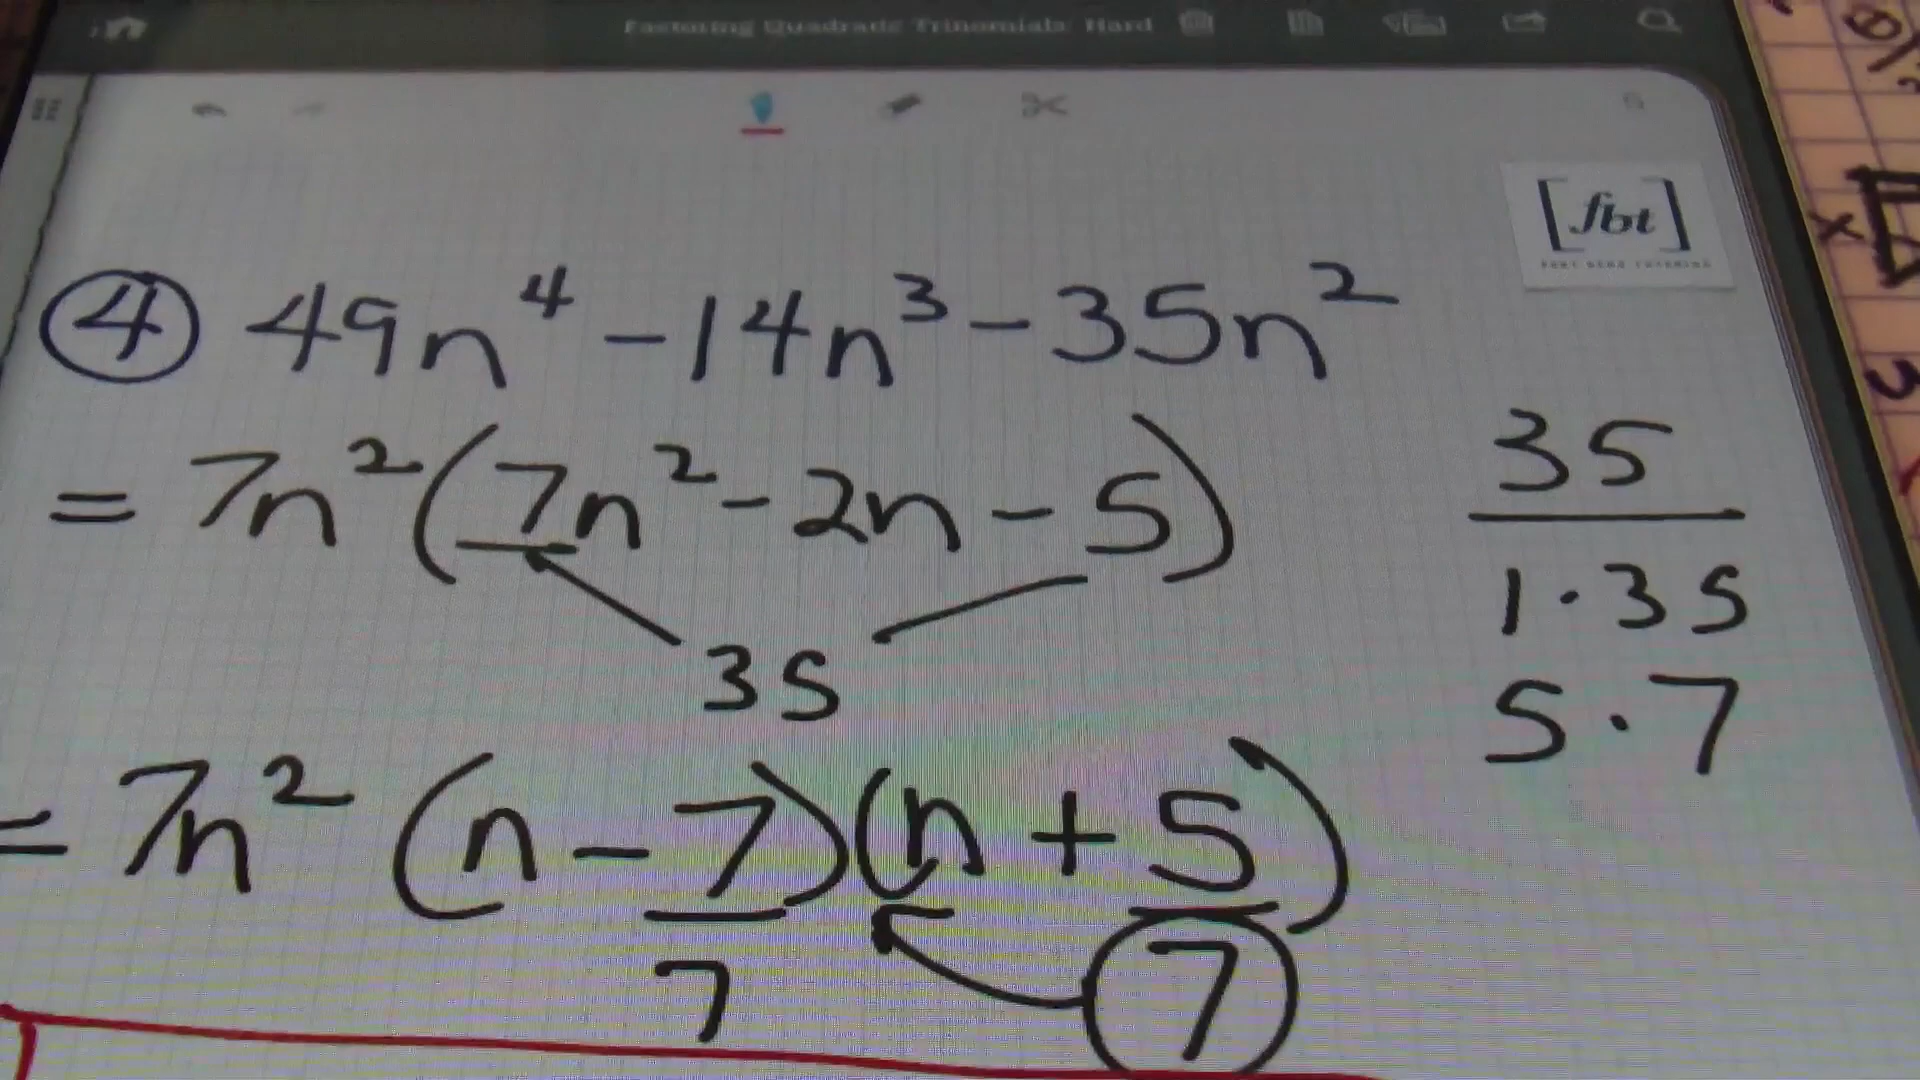 Factoring Quadratic Trinomials Hard
[fbt]
④ 49n⁴ - 14n³ - 35n²
= 7n²(7n² - 2n - 5)
35
= 7n² (n - 7/7)(n + 5/7)
35
1·35
5·7